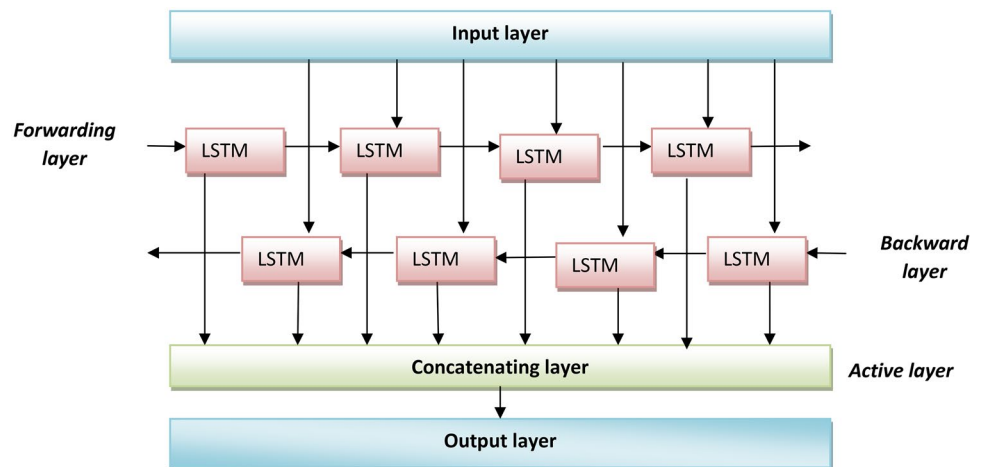 Input layer
Forwarding
layer
LSTM
LSTM
LSTM
LSTM
LSTM
LSTM
LSTM
LSTM
Backward
layer
Concatenating layer
Active layer
Output layer